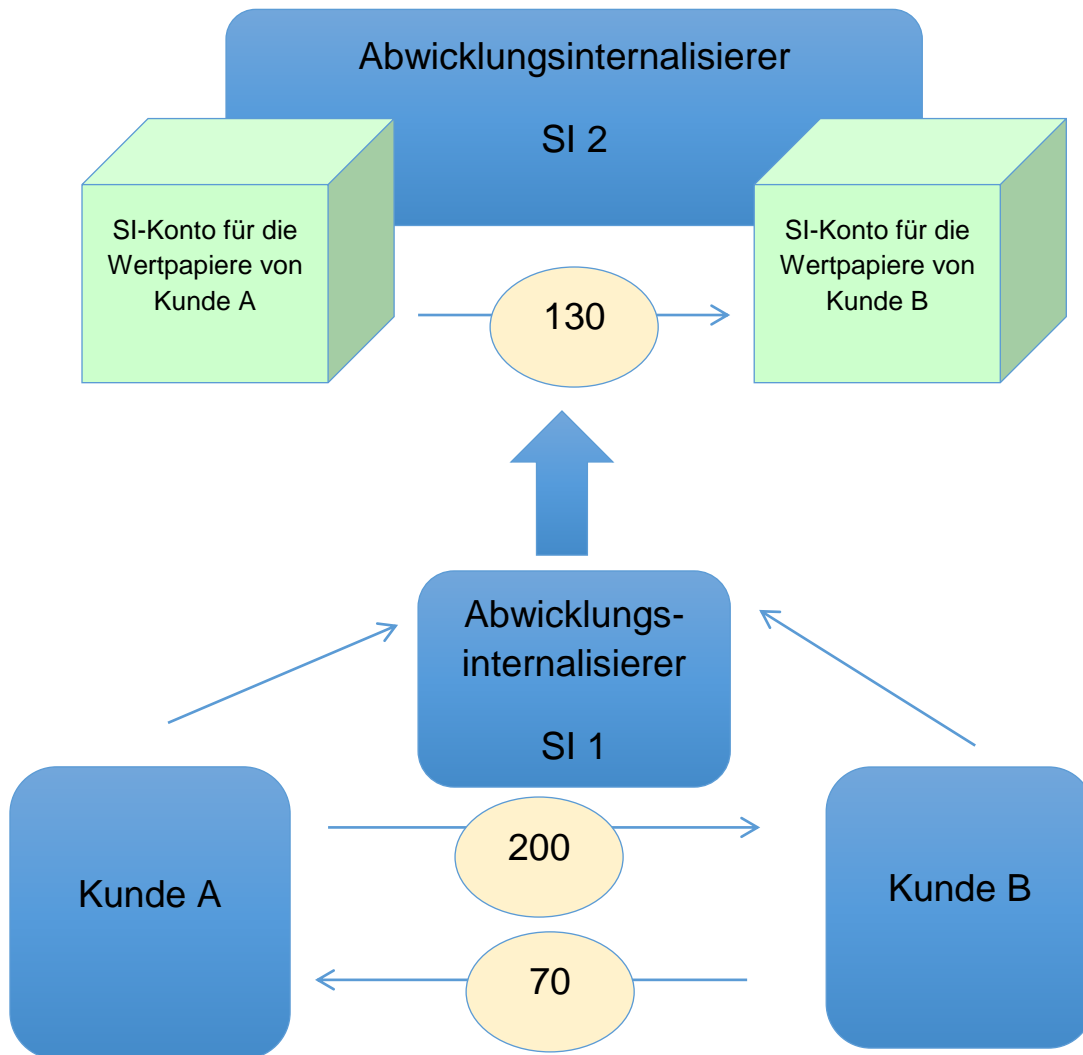 Abwicklungsinternalisierer
SI 2
SI-Konto für die
Wertpapiere von
Kunde A
SI-Konto für die
Wertpapiere von
Kunde B
130
Abwicklungs-
internalisierer
SI 1
200
Kunde A
Kunde B
70